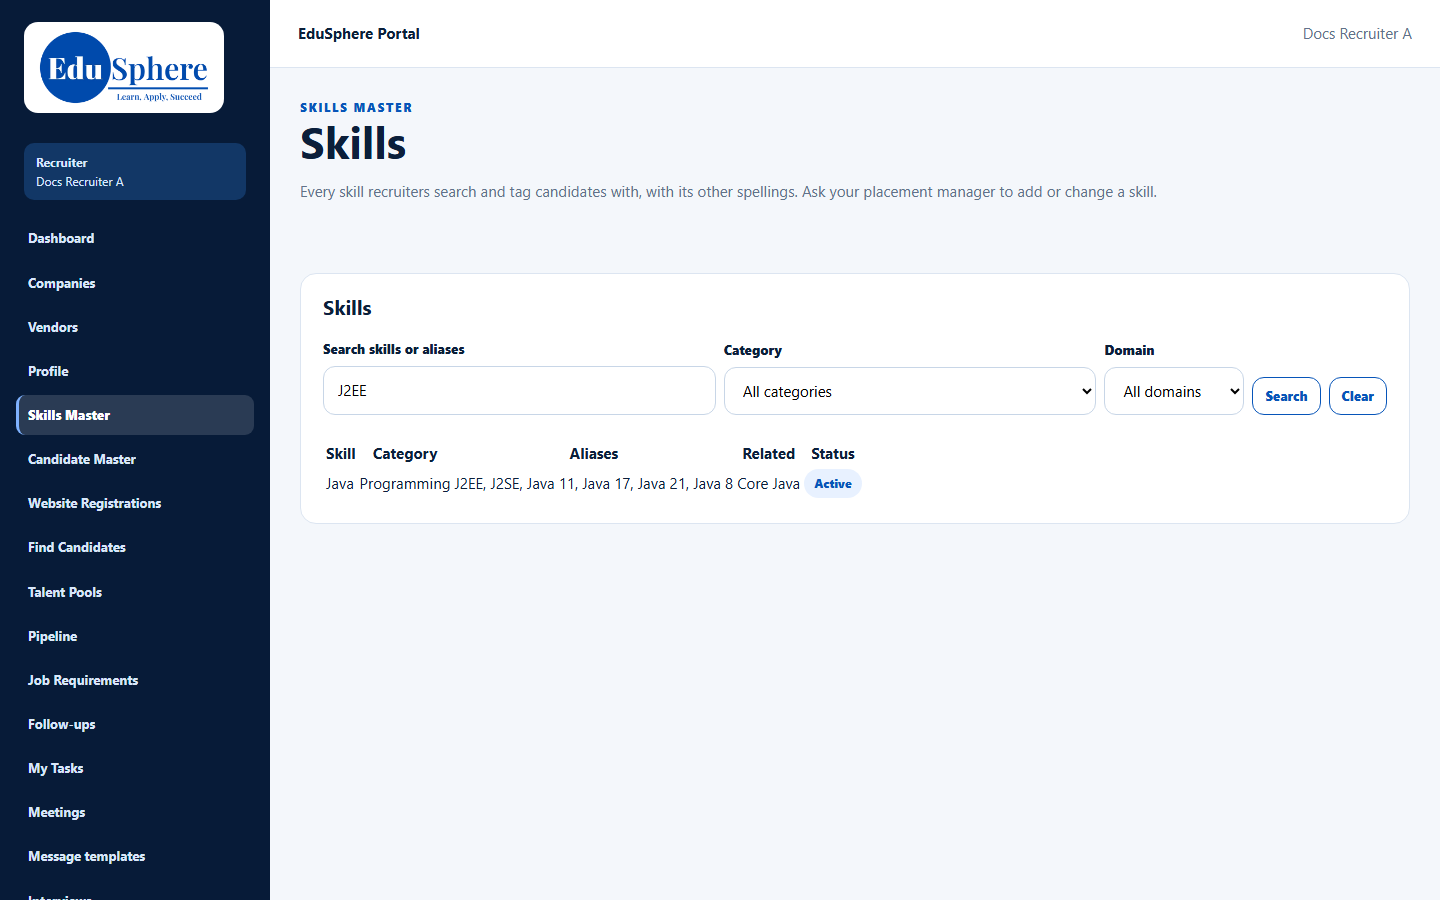 EduSphere
Learn. Apply, Succeed
Recruiter
Docs Recruiter A
Dashboard
Companies
Vendors
Profile
Skills Master
Candidate Master
Website Registrations
Find Candidates
Talent Pools
Pipeline
Job Requirements
Follow-ups
My Tasks
Meetings
Message templates
Interviews
EduSphere Portal
Docs Recruiter A
SKILLS MASTER
Skills
Every skill recruiters search and tag candidates with, with its other spellings. Ask your placement manager to add or change a skill.
Skills
Search skills or aliases Category Domain
J2EE All categories All domains Search Clear
Skill Category Aliases Related Status
Java Programming J2EE, J2SE, Java 11, Java 17, Java 21, Java 8 Core Java Active